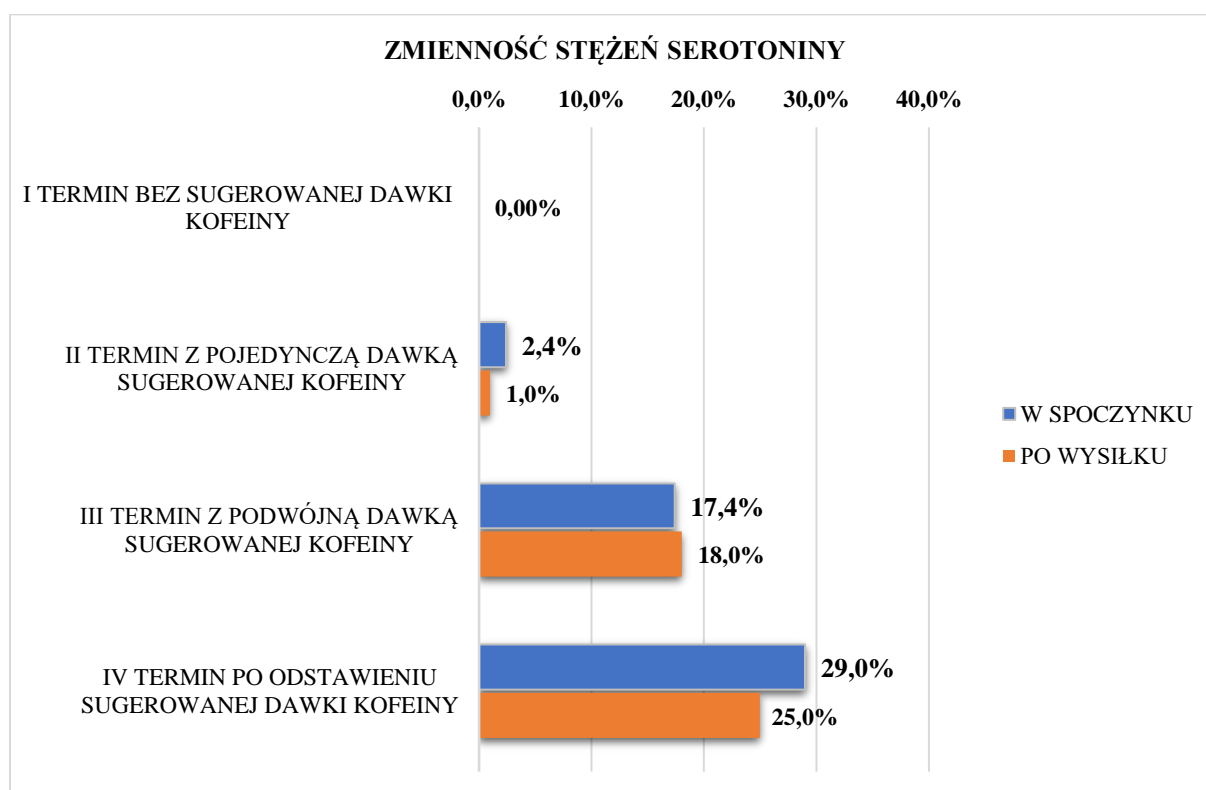 ZMIENNOŚĆ STĘŻEŃ SEROTONINY
0,0% 10,0% 20,0% 30,0% 40,0%
I TERMIN BEZ SUGEROWANEJ DAWKI
KOFEINY
0,00%
II TERMIN Z POJEDYNCZĄ DAWKĄ
SUGEROWANEJ KOFEINY
2,4%
1,0%
III TERMIN Z PODWÓJNĄ DAWKĄ
SUGEROWANEJ KOFEINY
17,4%
18,0%
IV TERMIN PO ODSTAWIENIU
SUGEROWANEJ DAWKI KOFEINY
29,0%
25,0%
W SPOCZYNKU
PO WYSIŁKU